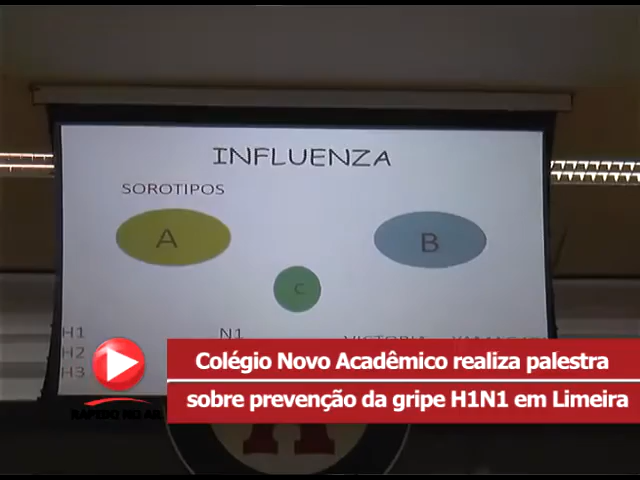 INFLUENZA
SOROTIPOS
A
B
C
H1
N1
H2
H3
Colégio Novo Acadêmico realiza palestra
sobre prevenção da gripe H1N1 em Limeira